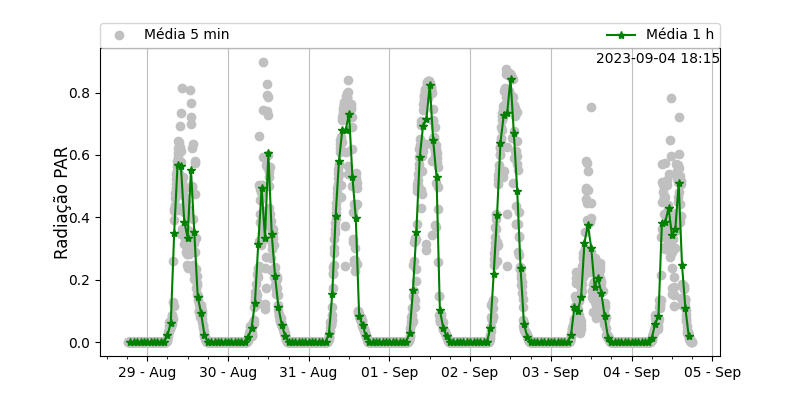 Média 5 min
Média 1 h
2023-09-04 18:15
Radiação PAR
0.8
0.6
0.4
0.2
0.0
29 - Aug
30 - Aug
31 - Aug
01 - Sep
02 - Sep
03 - Sep
04 - Sep
05 - Sep